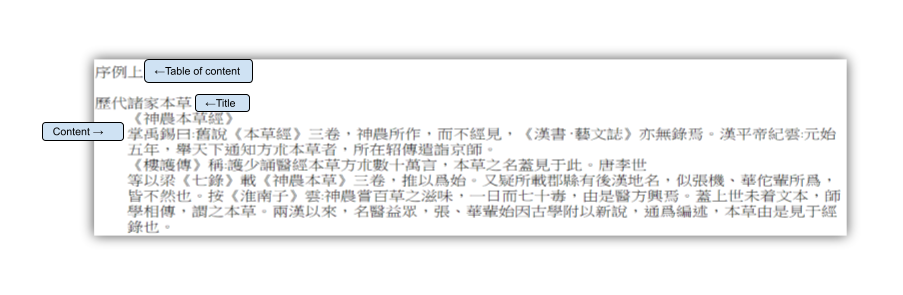 序例上 ←Table of content
歷代諸家本草 ←Title
《神農本草經》
Content → 掌禹錫曰:舊說《本草經》三卷，神農所作，而不經見，《漢書·藝文誌》亦無錄焉。漢平帝紀雲:元始
五年，舉天下通知方朮本草者，所在轺傳遣詣京師。
《樓護傳》稱:護少誦醫經本草方朮數十萬言，本草之名蓋見于此。唐李世
等以梁《七錄》載《神農本草》三卷，推以爲始。又疑所載郡縣有後漢地名，似張機、華佗輩所爲，
皆不然也。按《淮南子》雲:神農嘗百草之滋味，一日而七十毒，由是醫方興焉。蓋上世未着文本，師
學相傳，謂之本草。兩漢以來，名醫益眾，張、華輩始因古學附以新說，通爲編述，本草由是見于經
錄也。